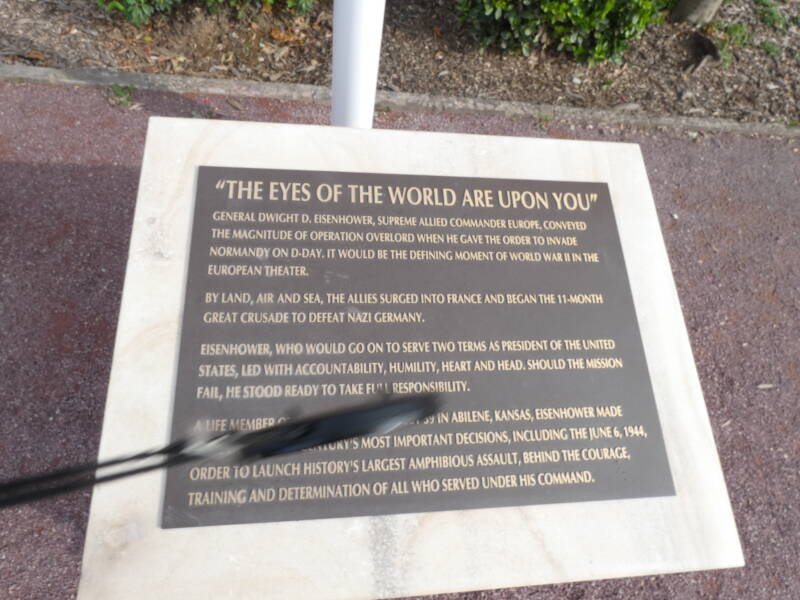 "THE EYES OF THE WORLD ARE UPON YOU"
GENERAL DWIGHT D. EISENHOWER, SUPREME ALLIED COMMANDER EUROPE, CONVEYED
THE MAGNITUDE OF OPERATION OVERLORD WHEN HE GAVE THE ORDER TO INVADE
NORMANDY ON D-DAY. IT WOULD BE THE DEFINING MOMENT OF WORLD WAR II IN THE
EUROPEAN THEATER.
BY LAND, AIR AND SEA, THE ALLIES SURGED INTO FRANCE AND BEGAN THE 11-MONTH
GREAT CRUSADE TO DEFEAT NAZI GERMANY.
EISENHOWER, WHO WOULD GO ON TO SERVE TWO TERMS AS PRESIDENT OF THE UNITED
STATES, LED WITH ACCOUNTABILITY, HUMILITY, HEART AND HEAD. SHOULD THE MISSION
FAIL, HE STOOD READY TO TAKE FULL RESPONSIBILITY.
A LIFE MEMBER 39 IN ABILENE, KANSAS, EISENHOWER MADE
CENTURY'S MOST IMPORTANT DECISIONS, INCLUDING THE JUNE 6, 1944,
ORDER TO LAUNCH HISTORY'S LARGEST AMPHIBIOUS ASSAULT, BEHIND THE COURAGE,
TRAINING AND DETERMINATION OF ALL WHO SERVED UNDER HIS COMMAND.